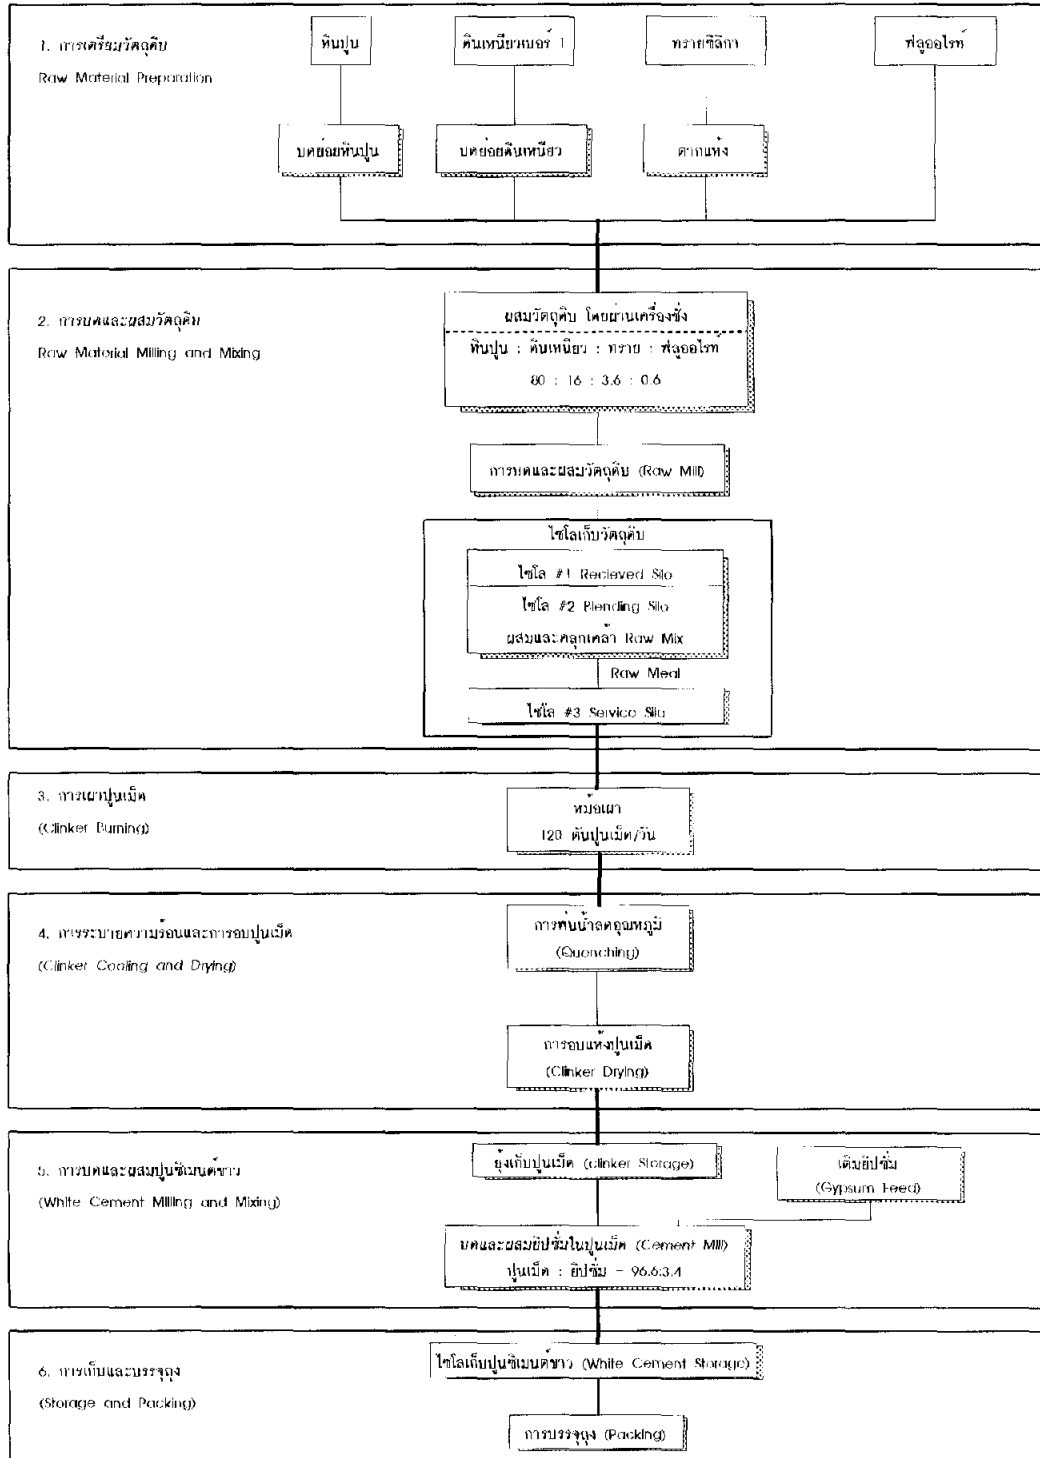 1. การเตรียมวัตถุดิบ
Raw Material Preparation
หินปูน
ดินเหนียวเบอร์ 1
ทรายซิลิกา
ฟลูออไรท์
บดย่อยหินปูน
บดย่อยดินเหนียว
ตากแห้ง
2. การบดและผสมวัตถุดิบ
Raw Material Milling and Mixing
ผสมวัตถุดิบ โดยผ่านเครื่องชั่ง
หินปูน : ดินเหนียว : ทราย : ฟลูออไรท์
80 : 16 : 3.6 : 0.6
การบดและผสมวัตถุดิบ (Raw Mill)
ไซโลเก็บวัตถุดิบ
ไซโล #1 Recieved Silo
ไซโล #2 Blending Silo
ผสมและคลุกเคล้า Raw Mix
Raw Meal
ไซโล #3 Service Silo
3. การเผาปูนเม็ด
(Clinker Burning)
หม้อเผา
120 ตันปูนเม็ด/วัน
4. การระบายความร้อนและการอบปูนเม็ด
(Clinker Cooling and Drying)
การพ่นน้ำลดอุณหภูมิ
(Quenching)
การอบแห้งปูนเม็ด
(Clinker Drying)
5. การบดและผสมปูนซิเมนต์ขาว
(White Cement Milling and Mixing)
ยุ้งเก็บปูนเม็ด (clinker Storage)
เติมยิปซั่ม
(Gypsum Feed)
บดและผสมยิปซั่มในปูนเม็ด (Cement Mill)
ปูนเม็ด : ยิปซั่ม - 96.6:3.4
6. การเก็บและบรรจุถุง
(Storage and Packing)
ไซโลเก็บปูนซิเมนต์ขาว (White Cement Storage)
การบรรจุถุง (Packing)